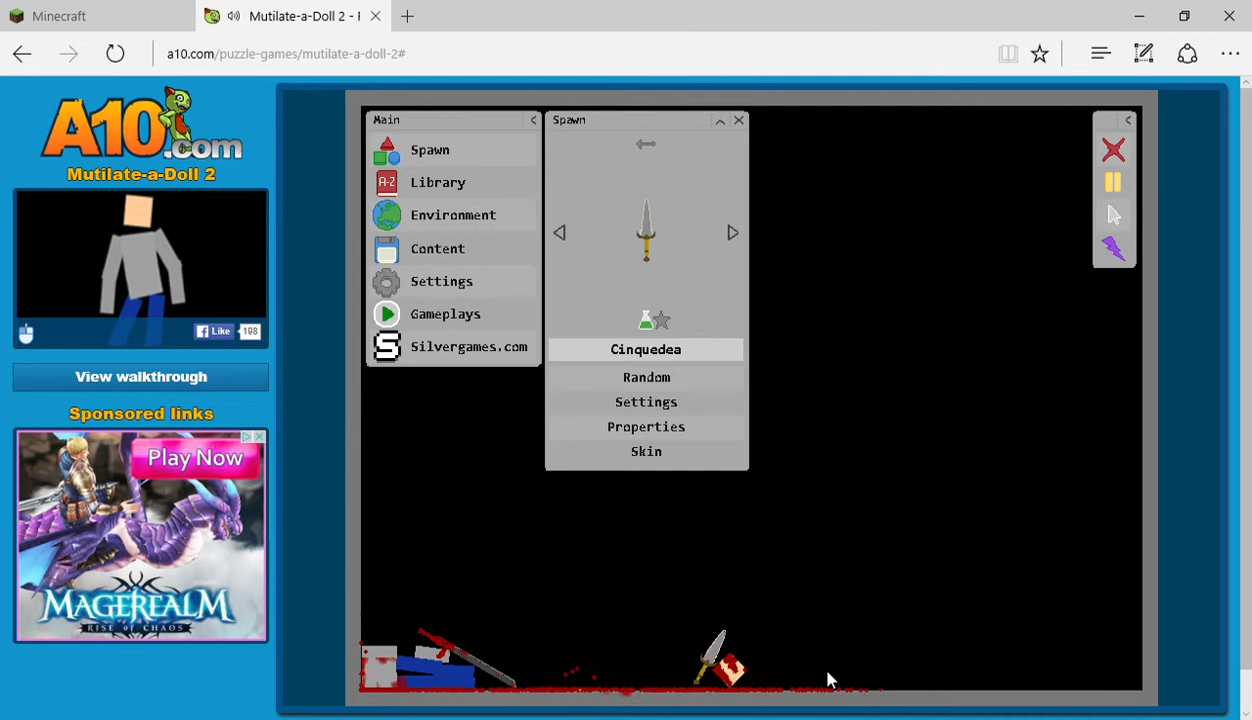 Minecraft
Mutilate-a-Doll 2 - F
a10.com/puzzle-games/mutilate-a-doll-2#
A10
.com
Mutilate-a-Doll 2
Like
198
View walkthrough
Sponsored links
Play Now
MAGEREALM
RISE OF CHAOS
Main
Spawn
A-Z
Library
Environment
Content
Settings
Gameplays
S
Silvergames.com
Spawn
Cinquedea
Random
Settings
Properties
Skin